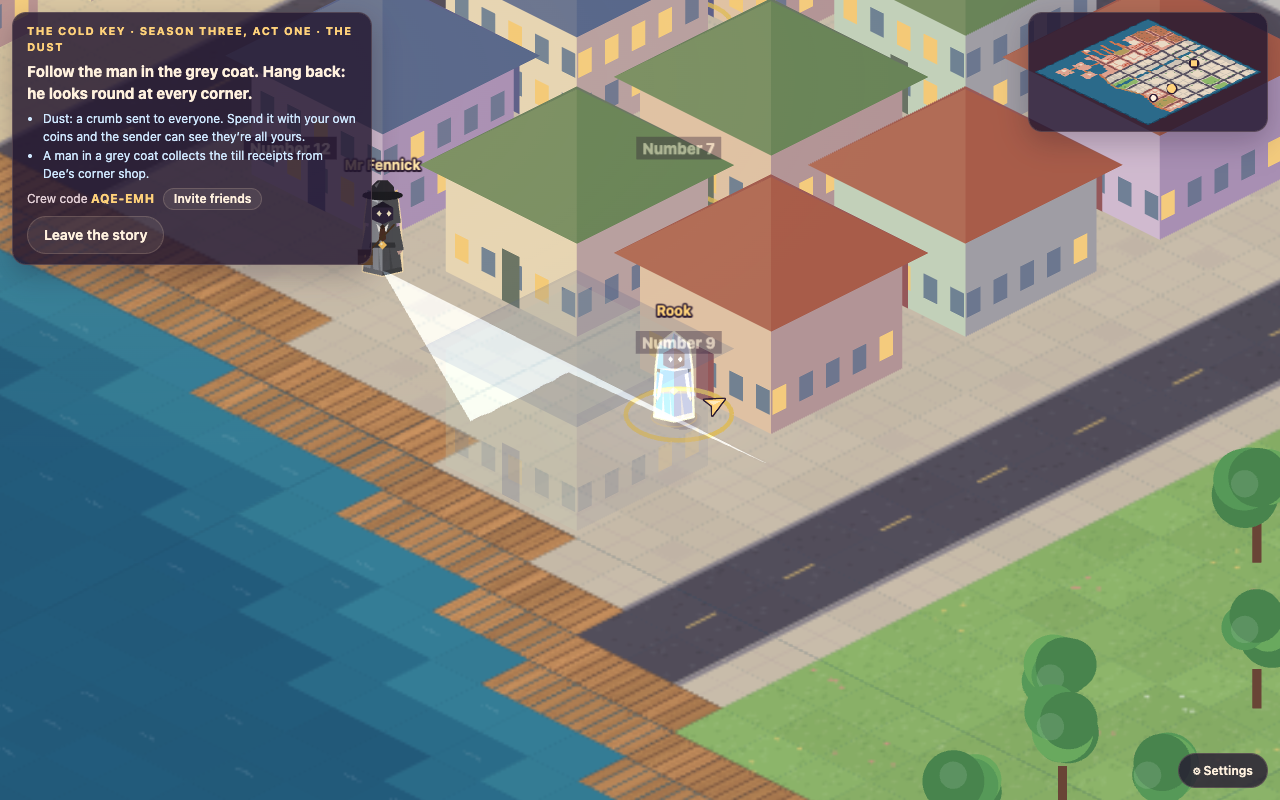 THE COLD KEY · SEASON THREE, ACT ONE · THE
DUST
Follow the man in the grey coat. Hang back:
he looks round at every corner.
• Dust: a crumb sent to everyone. Spend it with your own
coins and the sender can see they're all yours.
• A man in a grey coat collects the till receipts from
Dee's corner shop.
Crew code AQE-EMH Invite friends
Leave the story
Number 12
Mr Fennick
Number 7
Rook
Number 9
⚙ Settings